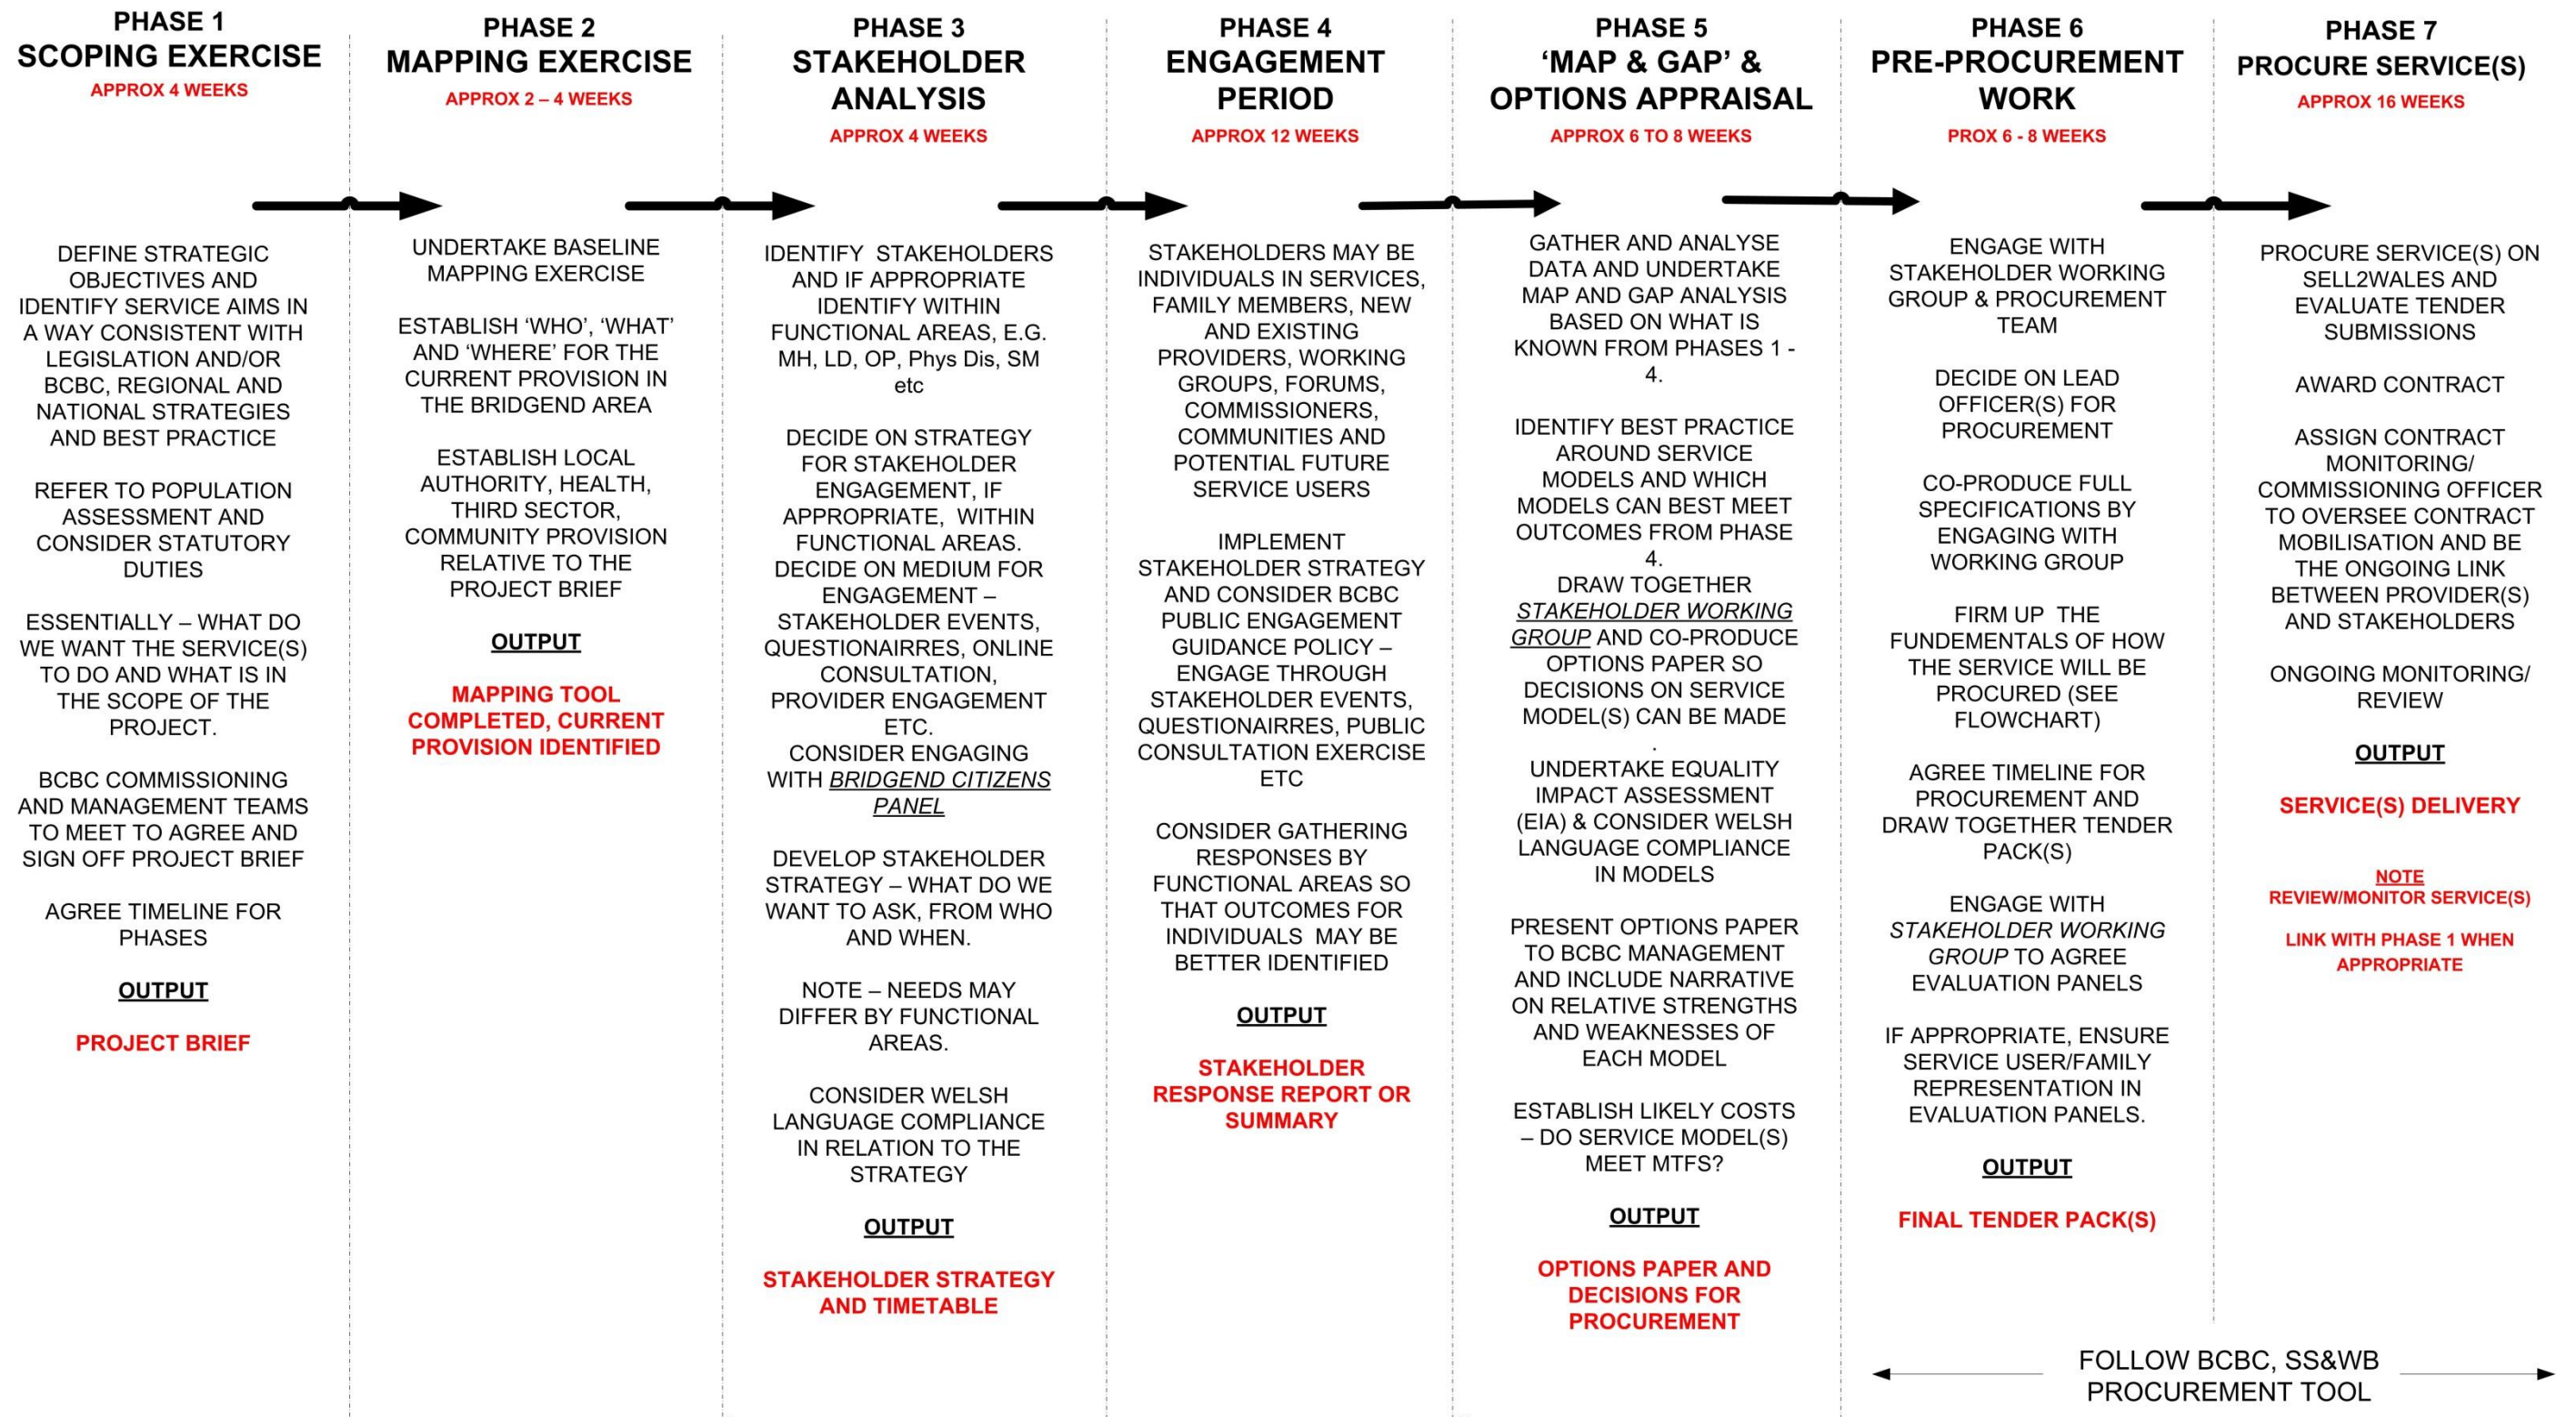 PHASE 1
SCOPING EXERCISE
APPROX 4 WEEKS
DEFINE STRATEGIC
OBJECTIVES AND
IDENTIFY SERVICE AIMS IN
A WAY CONSISTENT WITH
LEGISLATION AND/OR
BCBC, REGIONAL AND
NATIONAL STRATEGIES
AND BEST PRACTICE
REFER TO POPULATION
ASSESSMENT AND
CONSIDER STATUTORY
DUTIES
ESSENTIALLY – WHAT DO
WE WANT THE SERVICE(S)
TO DO AND WHAT IS IN
THE SCOPE OF THE
PROJECT.
BCBC COMMISSIONING
AND MANAGEMENT TEAMS
TO MEET TO AGREE AND
SIGN OFF PROJECT BRIEF
AGREE TIMELINE FOR
PHASES
OUTPUT
PROJECT BRIEF
PHASE 2
MAPPING EXERCISE
APPROX 2 – 4 WEEKS
UNDERTAKE BASELINE
MAPPING EXERCISE
ESTABLISH ‘WHO’, ‘WHAT’
AND ‘WHERE’ FOR THE
CURRENT PROVISION IN
THE BRIDGEND AREA
ESTABLISH LOCAL
AUTHORITY, HEALTH,
THIRD SECTOR,
COMMUNITY PROVISION
RELATIVE TO THE
PROJECT BRIEF
OUTPUT
MAPPING TOOL
COMPLETED, CURRENT
PROVISION IDENTIFIED
PHASE 3
STAKEHOLDER
ANALYSIS
APPROX 4 WEEKS
IDENTIFY STAKEHOLDERS
AND IF APPROPRIATE
IDENTIFY WITHIN
FUNCTIONAL AREAS, E.G.
MH, LD, OP, Phys Dis, SM
etc
DECIDE ON STRATEGY
FOR STAKEHOLDER
ENGAGEMENT, IF
APPROPRIATE, WITHIN
FUNCTIONAL AREAS.
DECIDE ON MEDIUM FOR
ENGAGEMENT –
STAKEHOLDER EVENTS,
QUESTIONAIRRES, ONLINE
CONSULTATION,
PROVIDER ENGAGEMENT
ETC.
CONSIDER ENGAGING
WITH BRIDGEND CITIZENS
PANEL
DEVELOP STAKEHOLDER
STRATEGY – WHAT DO WE
WANT TO ASK, FROM WHO
AND WHEN.
NOTE – NEEDS MAY
DIFFER BY FUNCTIONAL
AREAS.
CONSIDER WELSH
LANGUAGE COMPLIANCE
IN RELATION TO THE
STRATEGY
OUTPUT
STAKEHOLDER STRATEGY
AND TIMETABLE
PHASE 4
ENGAGEMENT
PERIOD
APPROX 12 WEEKS
STAKEHOLDERS MAY BE
INDIVIDUALS IN SERVICES,
FAMILY MEMBERS, NEW
AND EXISTING
PROVIDERS, WORKING
GROUPS, FORUMS,
COMMISSIONERS,
COMMUNITIES AND
POTENTIAL FUTURE
SERVICE USERS
IMPLEMENT
STAKEHOLDER STRATEGY
AND CONSIDER BCBC
PUBLIC ENGAGEMENT
GUIDANCE POLICY –
ENGAGE THROUGH
STAKEHOLDER EVENTS,
QUESTIONAIRRES, PUBLIC
CONSULTATION EXERCISE
ETC
CONSIDER GATHERING
RESPONSES BY
FUNCTIONAL AREAS SO
THAT OUTCOMES FOR
INDIVIDUALS MAY BE
BETTER IDENTIFIED
OUTPUT
STAKEHOLDER
RESPONSE REPORT OR
SUMMARY
PHASE 5
‘MAP & GAP’ &
OPTIONS APPRAISAL
APPROX 6 TO 8 WEEKS
GATHER AND ANALYSE
DATA AND UNDERTAKE
MAP AND GAP ANALYSIS
BASED ON WHAT IS
KNOWN FROM PHASES 1 -
4.
IDENTIFY BEST PRACTICE
AROUND SERVICE
MODELS AND WHICH
MODELS CAN BEST MEET
OUTCOMES FROM PHASE
4.
DRAW TOGETHER
STAKEHOLDER WORKING
GROUP AND CO-PRODUCE
OPTIONS PAPER SO
DECISIONS ON SERVICE
MODEL(S) CAN BE MADE
.
UNDERTAKE EQUALITY
IMPACT ASSESSMENT
(EIA) & CONSIDER WELSH
LANGUAGE COMPLIANCE
IN MODELS
PRESENT OPTIONS PAPER
TO BCBC MANAGEMENT
AND INCLUDE NARRATIVE
ON RELATIVE STRENGTHS
AND WEAKNESSES OF
EACH MODEL
ESTABLISH LIKELY COSTS
– DO SERVICE MODEL(S)
MEET MTFS?
OUTPUT
OPTIONS PAPER AND
DECISIONS FOR
PROCUREMENT
PHASE 6
PRE-PROCUREMENT
WORK
PROX 6 - 8 WEEKS
ENGAGE WITH
STAKEHOLDER WORKING
GROUP & PROCUREMENT
TEAM
DECIDE ON LEAD
OFFICER(S) FOR
PROCUREMENT
CO-PRODUCE FULL
SPECIFICATIONS BY
ENGAGING WITH
WORKING GROUP
FIRM UP THE
FUNDEMENTALS OF HOW
THE SERVICE WILL BE
PROCURED (SEE
FLOWCHART)
AGREE TIMELINE FOR
PROCUREMENT AND
DRAW TOGETHER TENDER
PACK(S)
ENGAGE WITH
STAKEHOLDER WORKING
GROUP TO AGREE
EVALUATION PANELS
IF APPROPRIATE, ENSURE
SERVICE USER/FAMILY
REPRESENTATION IN
EVALUATION PANELS.
OUTPUT
FINAL TENDER PACK(S)
PHASE 7
PROCURE SERVICE(S)
APPROX 16 WEEKS
PROCURE SERVICE(S) ON
SELL2WALES AND
EVALUATE TENDER
SUBMISSIONS
AWARD CONTRACT
ASSIGN CONTRACT
MONITORING/
COMMISSIONING OFFICER
TO OVERSEE CONTRACT
MOBILISATION AND BE
THE ONGOING LINK
BETWEEN PROVIDER(S)
AND STAKEHOLDERS
ONGOING MONITORING/
REVIEW
OUTPUT
SERVICE(S) DELIVERY
NOTE
REVIEW/MONITOR SERVICE(S)
LINK WITH PHASE 1 WHEN
APPROPRIATE
FOLLOW BCBC, SS&WB
PROCUREMENT TOOL